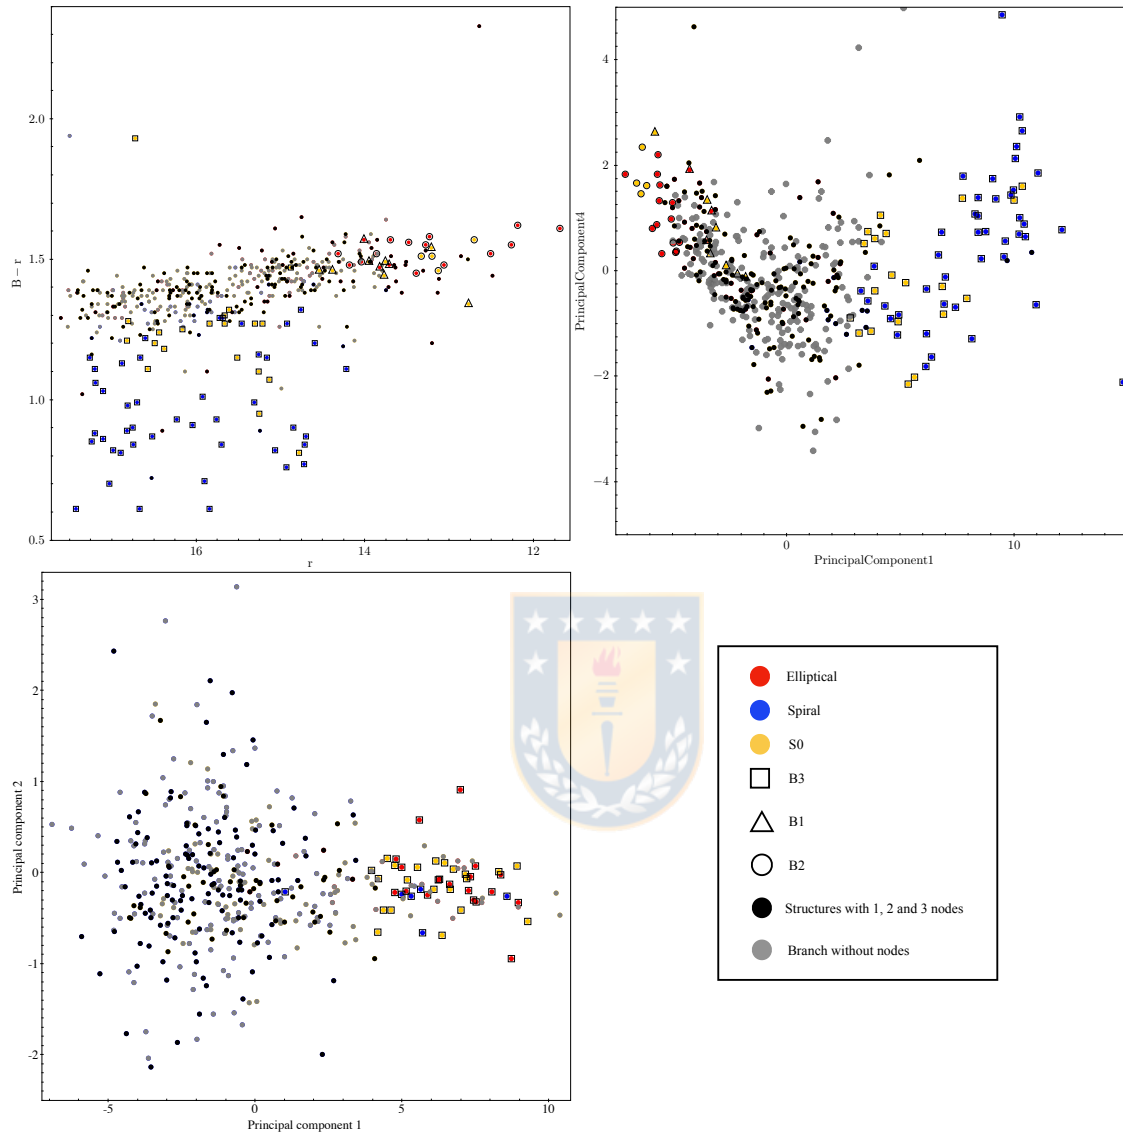 2.0
1.5
1.0
0.5
B − r
16
14
12
r
4
2
0
−2
−4
PrincipalComponent4
0
10
PrincipalComponent1
3
2
1
0
-1
-2
Principal component 2
-5
0
5
10
Principal component 1
Elliptical
Spiral
S0
B3
B1
B2
Structures with 1, 2 and 3 nodes
Branch without nodes